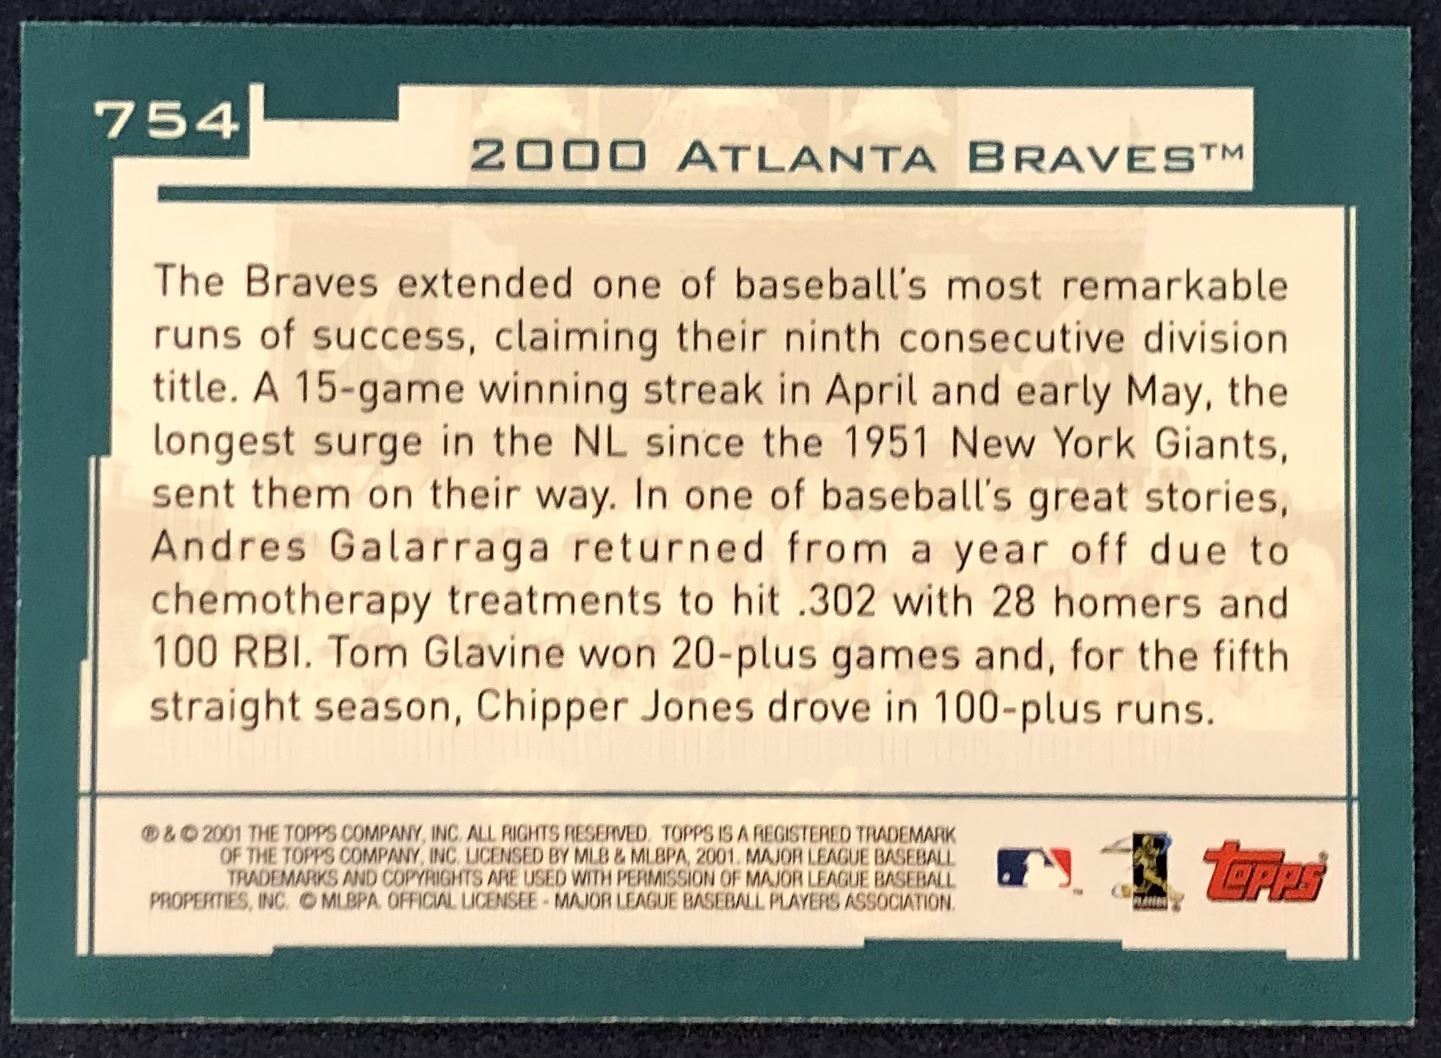 754
2000 ATLANTA BRAVES™
The Braves extended one of baseball's most remarkable
runs of success, claiming their ninth consecutive division
title. A 15-game winning streak in April and early May, the
longest surge in the NL since the 1951 New York Giants,
sent them on their way. In one of baseball's great stories,
Andres Galarraga returned from a year off due to
chemotherapy treatments to hit .302 with 28 homers and
100 RBI. Tom Glavine won 20-plus games and, for the fifth
straight season, Chipper Jones drove in 100-plus runs.
® & © 2001 THE TOPPS COMPANY, INC. ALL RIGHTS RESERVED. TOPPS IS A REGISTERED TRADEMARK
OF THE TOPPS COMPANY, INC. LICENSED BY MLB & MLBPA, 2001. MAJOR LEAGUE BASEBALL
TRADEMARKS AND COPYRIGHTS ARE USED WITH PERMISSION OF MAJOR LEAGUE BASEBALL
PROPERTIES, INC. © MLBPA. OFFICIAL LICENSEE - MAJOR LEAGUE BASEBALL PLAYERS ASSOCIATION.
topps®